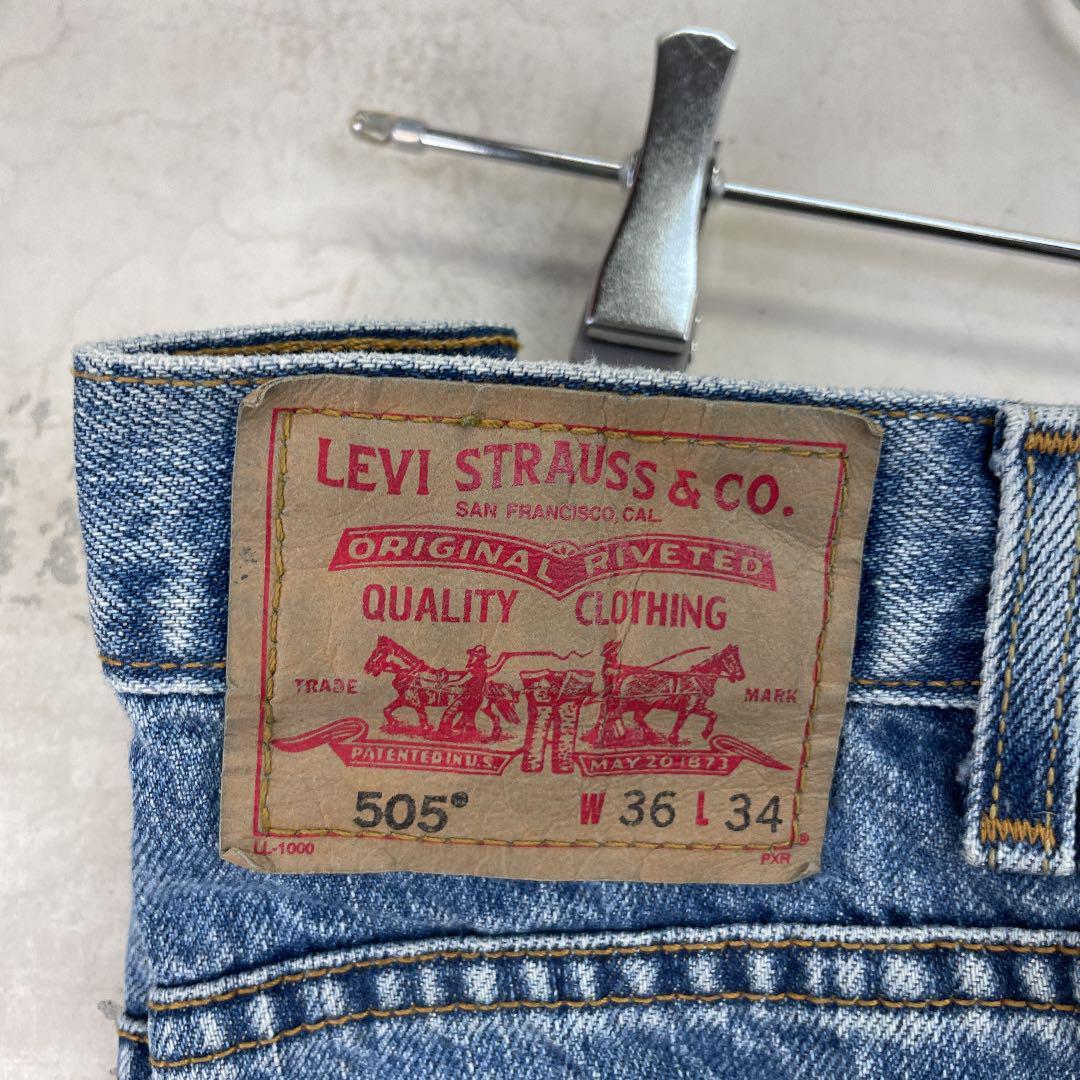 LEVI STRAUSS & CO.
SAN FRANCISCO, CAL.
ORIGINAL RIVETED
QUALITY CLOTHING
TRADE MARK
PATENTED IN U.S. MAY 20 1873
505® W 36 L 34
LL-1000 PXR ®